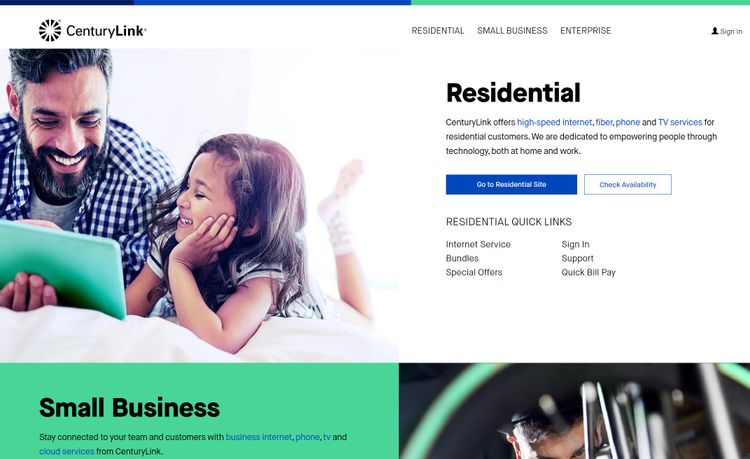 CenturyLink®
RESIDENTIAL SMALL BUSINESS ENTERPRISE
Sign In
Residential
CenturyLink offers high-speed internet, fiber, phone and TV services for
residential customers. We are dedicated to empowering people through
technology, both at home and work.
Go to Residential Site
Check Availability
RESIDENTIAL QUICK LINKS
Internet Service
Bundles
Special Offers
Sign In
Support
Quick Bill Pay
Small Business
Stay connected to your team and customers with business internet, phone, tv and
cloud services from CenturyLink.